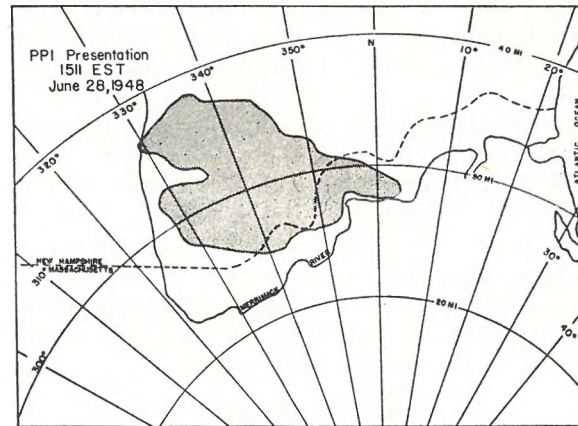 PPI Presentation
1511 EST
June 28, 1948
320°
330°
340°
350°
N
10°
40 MI
20°
ATLANTIC OCEAN
30 MI
NEW HAMPSHIRE
MASSACHUSETTS
310°
MERRIMACK RIVER
20 MI
30°
300°
40°